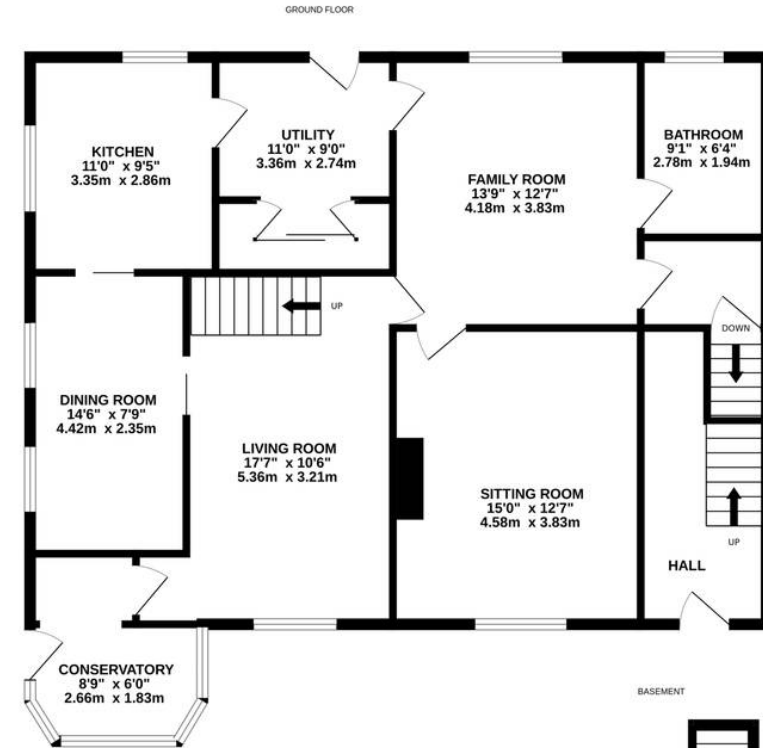 GROUND FLOOR
KITCHEN
11'0" x 9'5"
3.35m x 2.86m
UTILITY
11'0" x 9'0"
3.36m x 2.74m
FAMILY ROOM
13'9" x 12'7"
4.18m x 3.83m
BATHROOM
9'1" x 6'4"
2.78m x 1.94m
UP
DOWN
DINING ROOM
14'6" x 7'9"
4.42m x 2.35m
LIVING ROOM
17'7" x 10'6"
5.36m x 3.21m
SITTING ROOM
15'0" x 12'7"
4.58m x 3.83m
UP
HALL
CONSERVATORY
8'9" x 6'0"
2.66m x 1.83m
BASEMENT